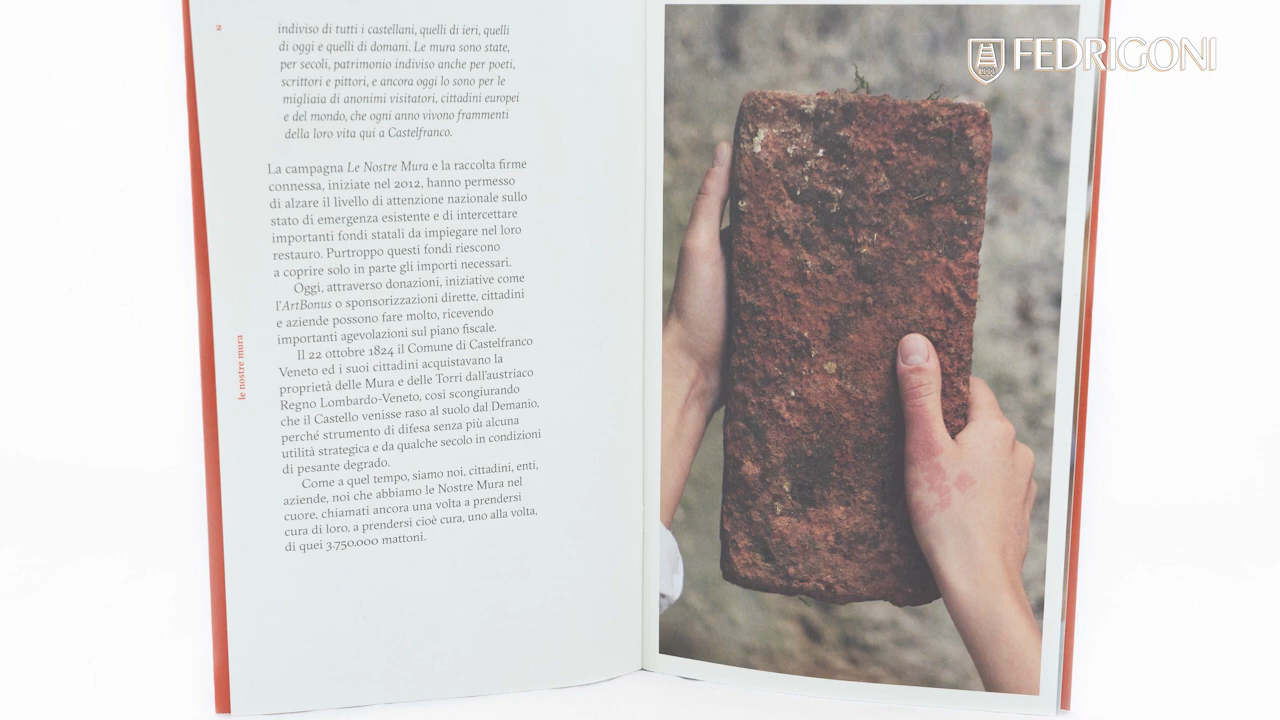 2
indiviso di tutti i castellani, quelli di ieri, quelli
di oggi e quelli di domani. Le mura sono state,
per secoli, patrimonio indiviso anche per poeti,
scrittori e pittori, e ancora oggi lo sono per le
migliaia di anonimi visitatori, cittadini europei
e del mondo, che ogni anno vivono frammenti
della loro vita qui a Castelfranco.
La campagna Le Nostre Mura e la raccolta firme
connessa, iniziate nel 2012, hanno permesso
di alzare il livello di attenzione nazionale sullo
stato di emergenza esistente e di intercettare
importanti fondi statali da impiegare nel loro
restauro. Purtroppo questi fondi riescono
a coprire solo in parte gli importi necessari.
Oggi, attraverso donazioni, iniziative come
l'ArtBonus o sponsorizzazioni dirette, cittadini
e aziende possono fare molto, ricevendo
importanti agevolazioni sul piano fiscale.
Il 22 ottobre 1824 il Comune di Castelfranco
Veneto ed i suoi cittadini acquistavano la
proprietà delle Mura e delle Torri dall'austriaco
Regno Lombardo-Veneto, così scongiurando
che il Castello venisse raso al suolo dal Demanio,
perché strumento di difesa senza più alcuna
utilità strategica e da qualche secolo in condizioni
di pesante degrado.
Come a quel tempo, siamo noi, cittadini, enti,
aziende, noi che abbiamo le Nostre Mura nel
cuore, chiamati ancora una volta a prendersi
cura di loro, a prendersi cioè cura, uno alla volta,
di quei 3.750.000 mattoni.
le nostre mura
FEDRIGONI